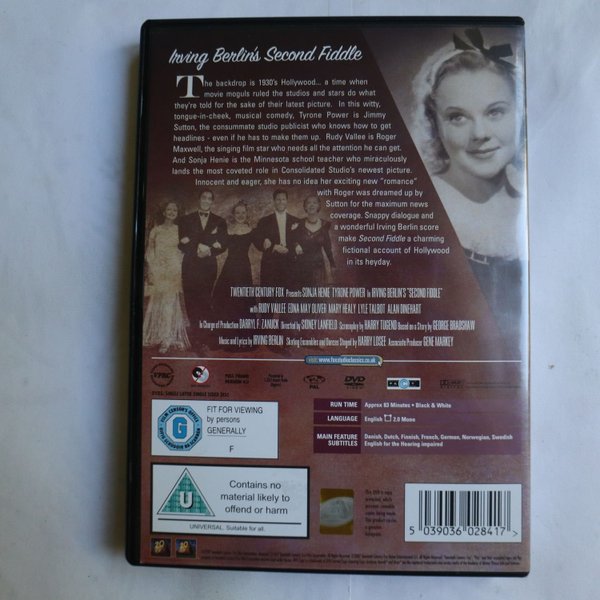 Irving Berlin's Second Fiddle
The backdrop is 1930's Hollywood... a time when
movie moguls ruled the studios and stars do what
they're told for the sake of their latest picture. In this witty,
tongue-in-cheek, musical comedy, Tyrone Power is Jimmy
Sutton, the consummate studio publicist who knows how to get
headlines - even if he has to make them up. Rudy Vallee is Roger
Maxwell, the singing film star who needs all the attention he can get.
And Sonja Henie is the Minnesota school teacher who miraculously
lands the most coveted role in Consolidated Studio's newest picture.
Innocent and eager, she has no idea her exciting new "romance"
with Roger was dreamed up by
Sutton for the maximum news
coverage. Snappy dialogue and
a wonderful Irving Berlin score
make Second Fiddle a charming
fictional account of Hollywood
in its heyday.
TWENTIETH CENTURY FOX Presents SONJA HENIE TYRONE POWER in IRVING BERLIN'S "SECOND FIDDLE"
with RUDY VALLEE EDNA MAY OLIVER MARY HEALY LYLE TALBOT ALAN DINEHART
In Charge of Production DARRYL F. ZANUCK Directed by SIDNEY LANFIELD Screenplay by HARRY TUGEND Based on a Story by GEORGE BRADSHAW
Music and Lyrics by IRVING BERLIN Skating Ensembles and Dances Staged by HARRY LOSEE Associate Producer GENE MARKEY
www.foxstudioclassics.co.uk
FULL FRAME
VERSION 4:3
PAL
DVD
VIDEO
RUN TIME Approx 83 Minutes • Black & White
LANGUAGE English 2.0 Mono
MAIN FEATURE SUBTITLES Danish, Dutch, Finnish, French, German, Norwegian, Swedish
English for the Hearing Impaired
G
FIT FOR VIEWING
by persons
GENERALLY
F
U
Contains no
material likely to
offend or harm
UNIVERSAL Suitable for all.
5 039036 028417 >